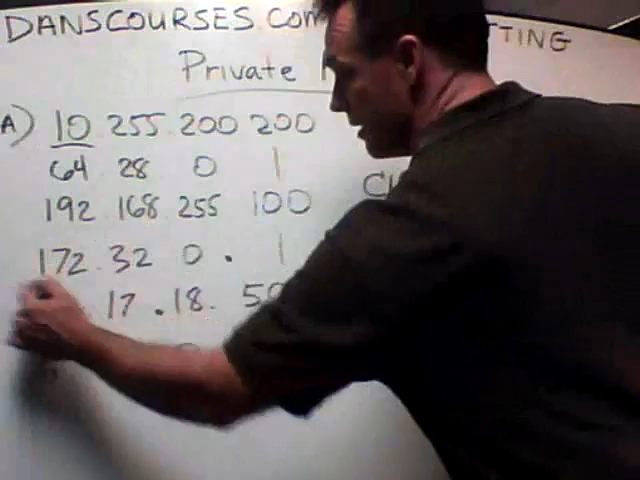 DANSCOURSES.COM TTING
Private
A) 10 255 200 200
64 28 0 1
192 168 255 100
172. 32 0 . 1
17 . 18. 50